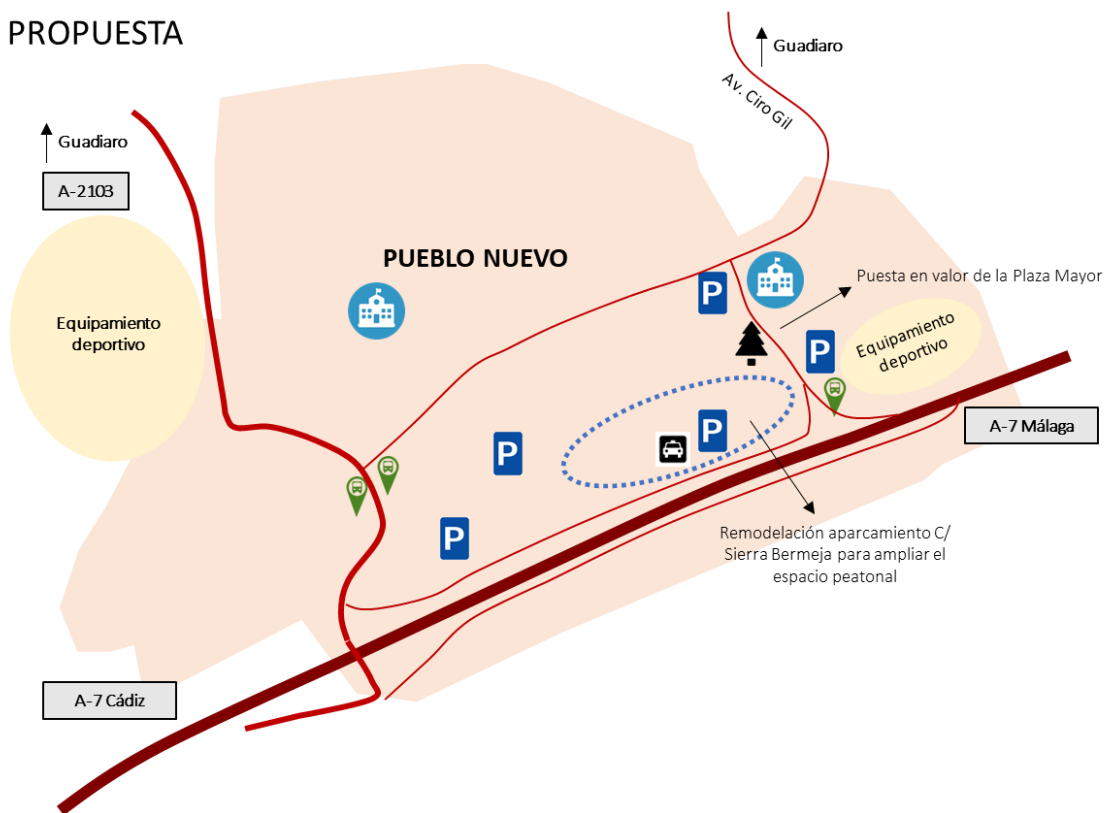 PROPUESTA
Guadiaro
Av. Ciro Gil
Guadiaro
A-2103
PUEBLO NUEVO
Puesta en valor de la Plaza Mayor
P
Equipamiento
deportivo
P
Equipamiento
deportivo
P
A-7 Málaga
P
P
Remodelación aparcamiento C/
Sierra Bermeja para ampliar el
espacio peatonal
A-7 Cádiz